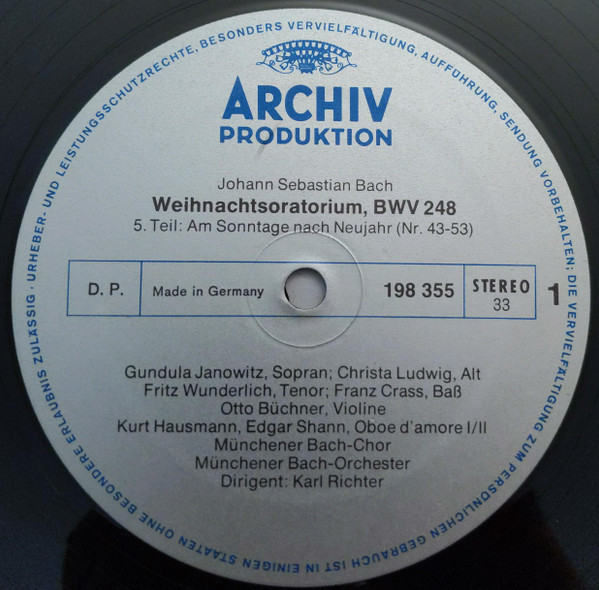 ARCHIV
PRODUKTION
Johann Sebastian Bach
Weihnachtsoratorium, BWV 248
5. Teil: Am Sonntage nach Neujahr (Nr. 43-53)
D. P.
Made in Germany
198 355
STEREO
33
1
Gundula Janowitz, Sopran; Christa Ludwig, Alt
Fritz Wunderlich, Tenor; Franz Crass, Baß
Otto Büchner, Violine
Kurt Hausmann, Edgar Shann, Oboe d'amore I/II
Münchener Bach-Chor
Münchener Bach-Orchester
Dirigent: Karl Richter
URHEBER- UND LEISTUNGSSCHUTZRECHTE, BESONDERS VERVIELFÄLTIGUNG, AUFFÜHRUNG, SENDUNG VORBEHALTEN; DIE VERVIELFÄLTIGUNG ZUM PERSÖNLICHEN GEBRAUCH IST IN EINIGEN STAATEN OHNE BESONDERE ERLAUBNIS ZULÄSSIG ·